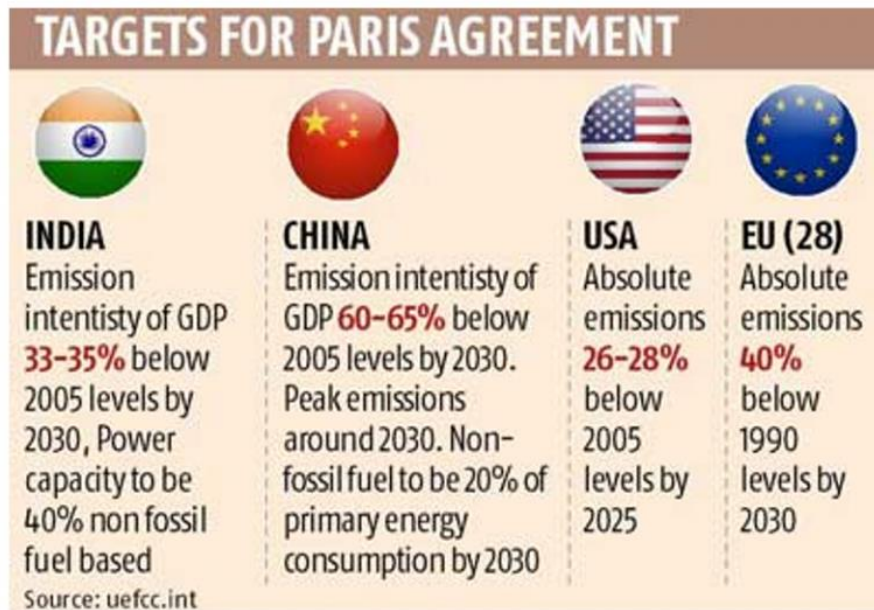 TARGETS FOR PARIS AGREEMENT
INDIA
Emission
intentisty of GDP
33-35% below
2005 levels by
2030, Power
capacity to be
40% non fossil
fuel based
CHINA
Emission intentisty of
GDP 60-65% below
2005 levels by 2030.
Peak emissions
around 2030. Non-
fossil fuel to be 20% of
primary energy
consumption by 2030
USA
Absolute
emissions
26-28%
below
2005
levels by
2025
EU (28)
Absolute
emissions
40%
below
1990
levels by
2030
Source: uefcc.int